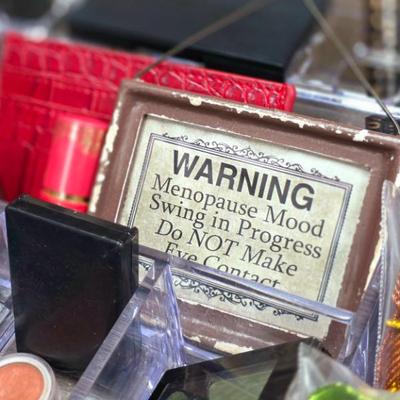 WARNING
Menopause Mood
Swing in Progress
Do NOT Make
Eye Contact